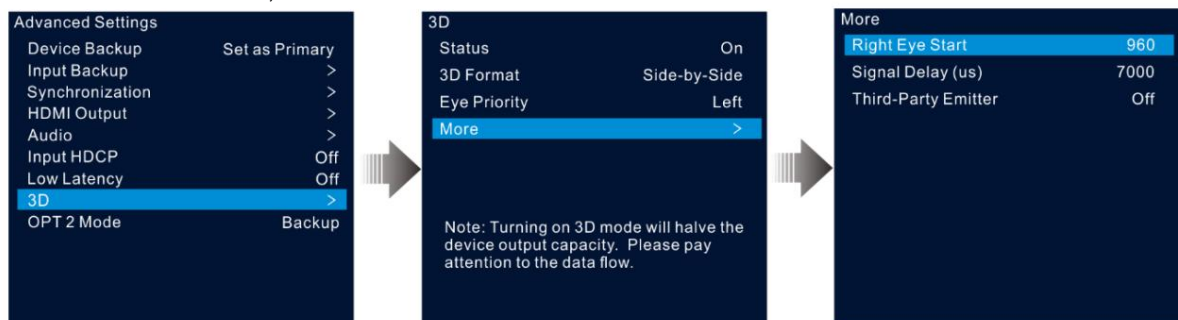 Advanced Settings
Device Backup Set as Primary
Input Backup >
Synchronization >
HDMI Output >
Audio >
Input HDCP Off
Low Latency Off
3D >
OPT 2 Mode Backup
3D
Status On
3D Format Side-by-Side
Eye Priority Left
More >
Note: Turning on 3D mode will halve the
device output capacity. Please pay
attention to the data flow.
More
Right Eye Start 960
Signal Delay (us) 7000
Third-Party Emitter Off